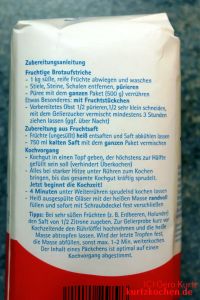 Zubereitungsanleitung
Fruchtige Brotaufstriche
- 1 kg süße, reife Früchte abwiegen und waschen
- Stiele, Steine, Schalen entfernen, pürieren
- Püree mit dem ganzen Paket (500 g) verrühren
Etwas Besonderes: mit Fruchtstückchen
- Vorbereitetes Obst 1/2 pürieren, 1/2 sehr klein schneiden,
mit dem Gelierzucker vermischt mindestens 3 Stunden
ziehen lassen (ggf. über Nacht)
Zubereitung aus Fruchtsaft
- Früchte (ungesüßt) heiß entsaften und Saft abkühlen lassen
- 750 ml kalten Saft mit dem ganzen Paket vermischen
Kochvorgang
- Kochgut in einen Topf geben, der höchstens zur Hälfte
gefüllt sein soll (verhindert Überkochen)
- Alles bei starker Hitze unter Rühren zum Kochen
bringen, bis das gesamte Kochgut kräftig sprudelt.
Jetzt beginnt die Kochzeit!
- 4 Minuten unter Weiterrühren sprudelnd kochen lassen.
- Heiß ausgespülte Gläser mit der heißen Masse randvoll
füllen und sofort mit Schraubdeckel fest verschließen.
Tipps: Bei sehr süßen Früchten (z. B. Erdbeeren, Holunder)
den Saft von 1/2 Zitrone zugeben. Zur Gelierprobe kurz vor
Kochzeitende den Rührlöffel hochnehmen und die heiße
Masse abtropfen lassen. Wird der letzte Tropfen fest,
die Masse abfüllen, sonst max. 1-2 Min. weiterkochen.
Der Inhalt eines Päckchens ist optimal auf einen
Kochvorgang abgestimmt.
(C) Gero Kurtz
kurtzkochen.de